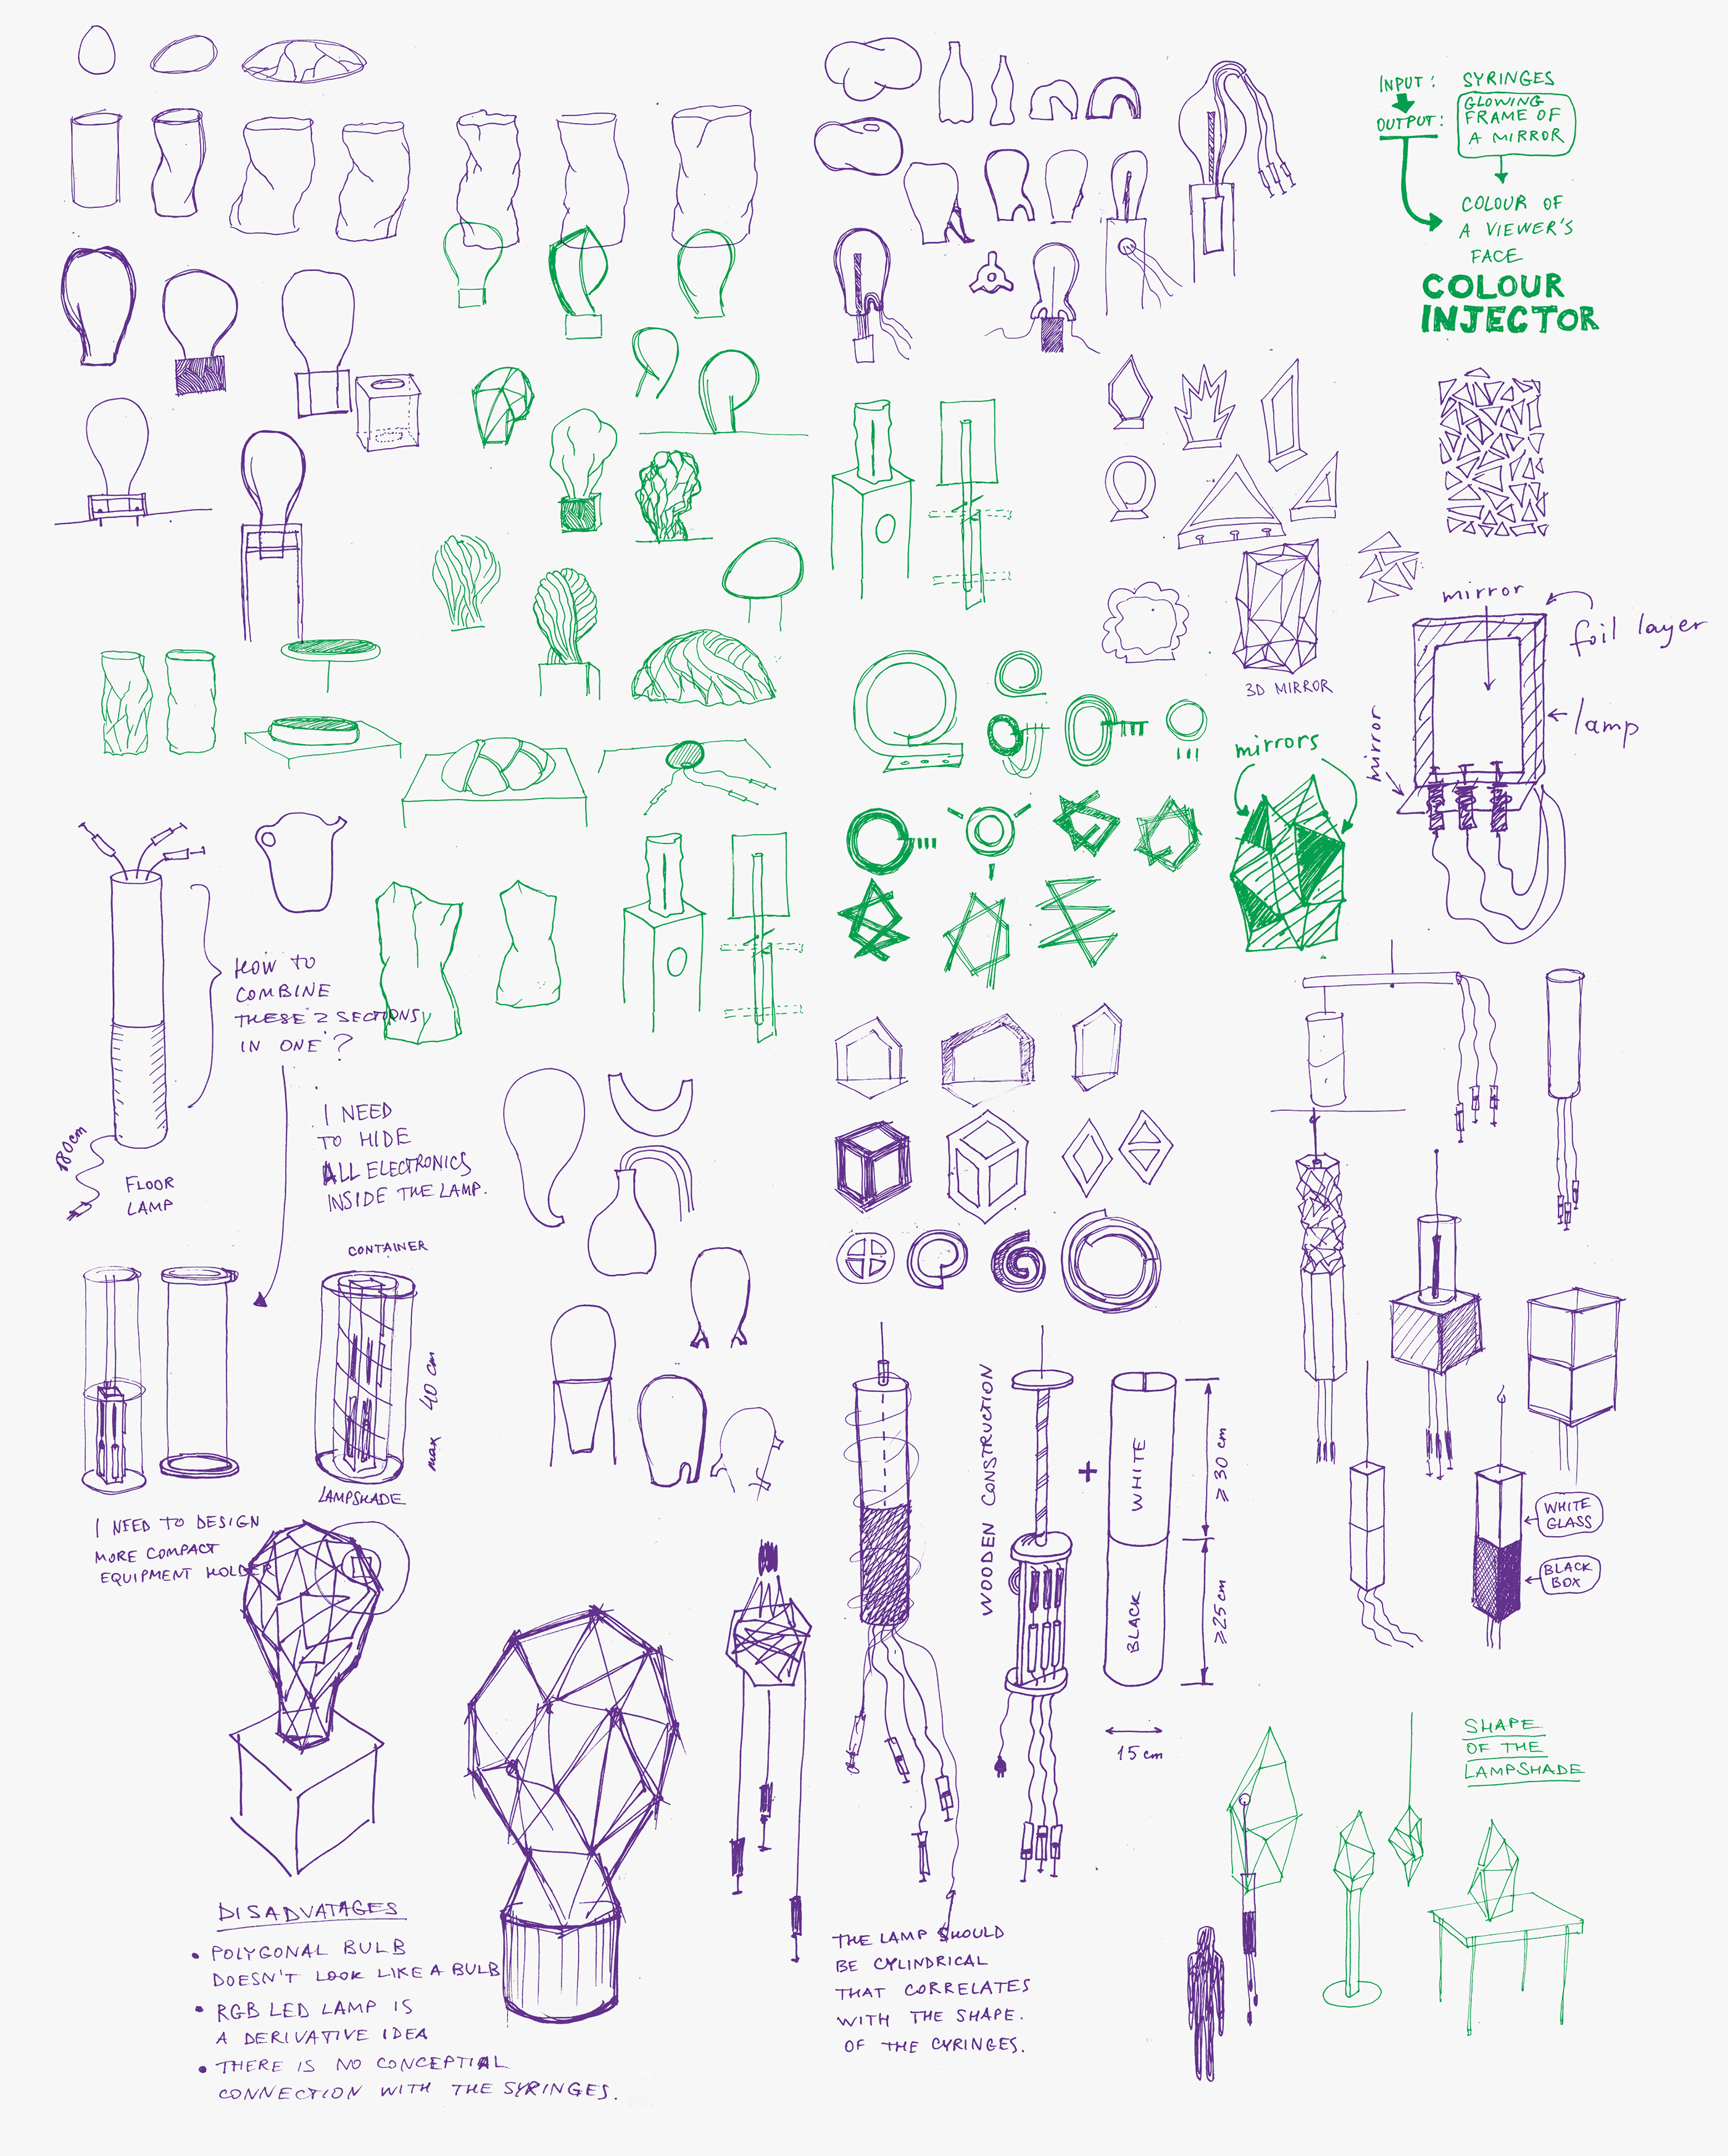 INPUT: SYRINGES
OUTPUT: GLOWING
FRAME OF
A MIRROR
COLOUR OF
A VIEWER'S
FACE
COLOUR
INJECTOR
mirror
foil layer
lamp
mirror
3D MIRROR
mirrors
HOW TO
COMBINE
THESE 2 SECTIONS
IN ONE?
I NEED
TO HIDE
ALL ELECTRONICS
INSIDE THE LAMP.
180cm
FLOOR
LAMP
CONTAINER
max 40 cm
LAMPSHADE
I NEED TO DESIGN
MORE COMPACT
EQUIPMENT HOLDER
WOODEN CONSTRUCTION
+
WHITE
≥ 30 cm
BLACK
≥25cm
15cm
WHITE
GLASS
BLACK
BOX
SHAPE
OF THE
LAMPSHADE
DISADVATAGES
• POLYGONAL BULB
DOESN'T LOOK LIKE A BULB
• RGB LED LAMP IS
A DERIVATIVE IDEA
• THERE IS NO CONCEPTIAL
CONNECTION WITH THE SYRINGES.
THE LAMP SHOULD
BE CYLINDRICAL
THAT CORRELATES
WITH THE SHAPE.
OF THE CYRINGES.